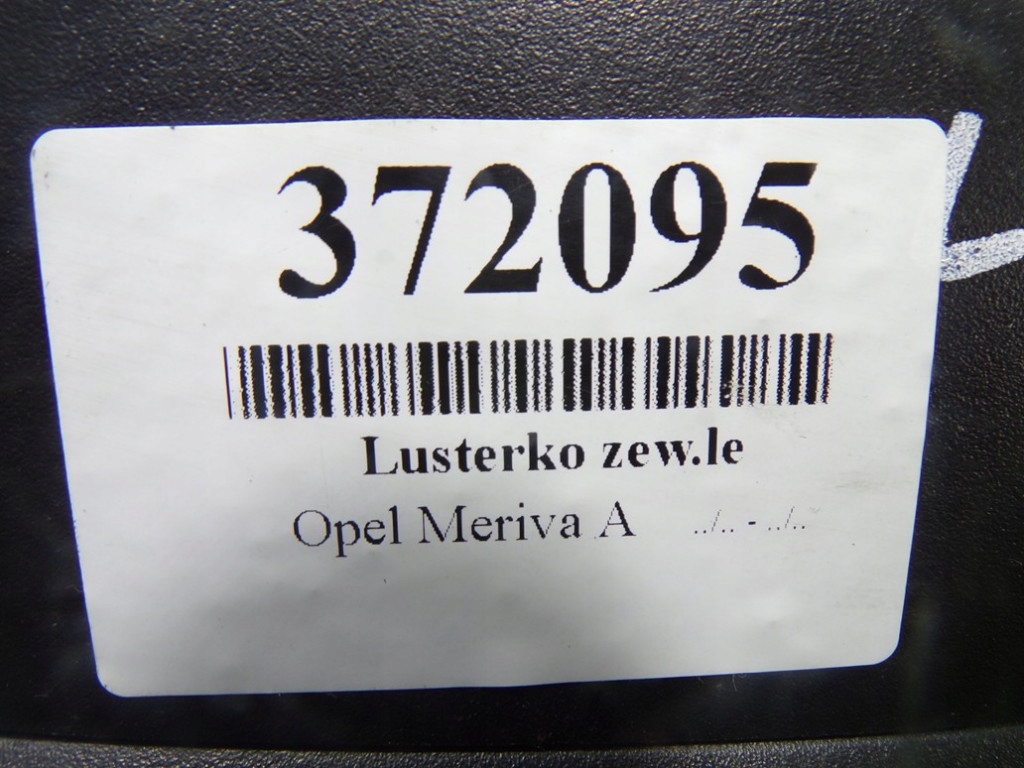 372095
L
Lusterko zew.le
Opel Meriva A ../.. - ../..